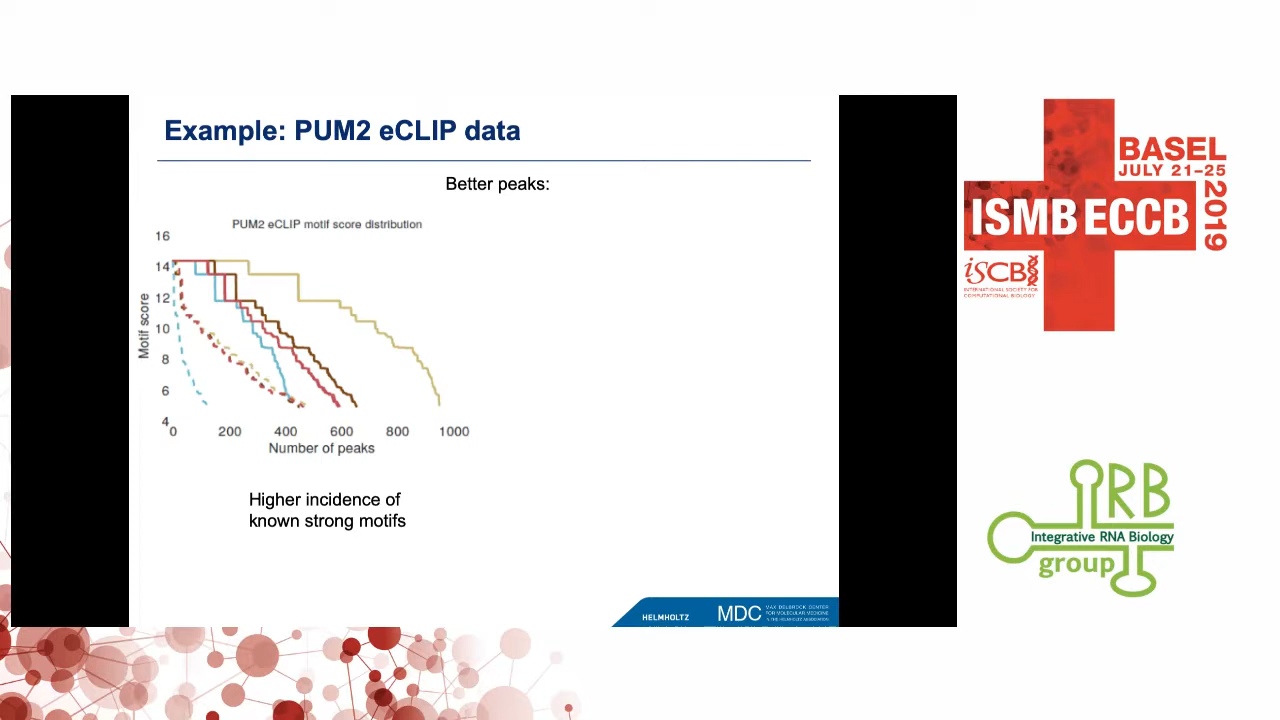 Example: PUM2 eCLIP data
Better peaks:
PUM2 eCLIP motif score distribution
16
14
12
10
8
6
4
Motif score
0 200 400 600 800 1000
Number of peaks
Higher incidence of
known strong motifs
HELMHOLTZ
MDC
MAX DELBRÜCK CENTER
FOR MOLECULAR MEDICINE
IN THE HELMHOLTZ ASSOCIATION
BASEL
JULY 21–25
2019
ISMB ECCB
iSCB
INTERNATIONAL SOCIETY FOR
COMPUTATIONAL BIOLOGY
IRB
Integrative RNA Biology
group